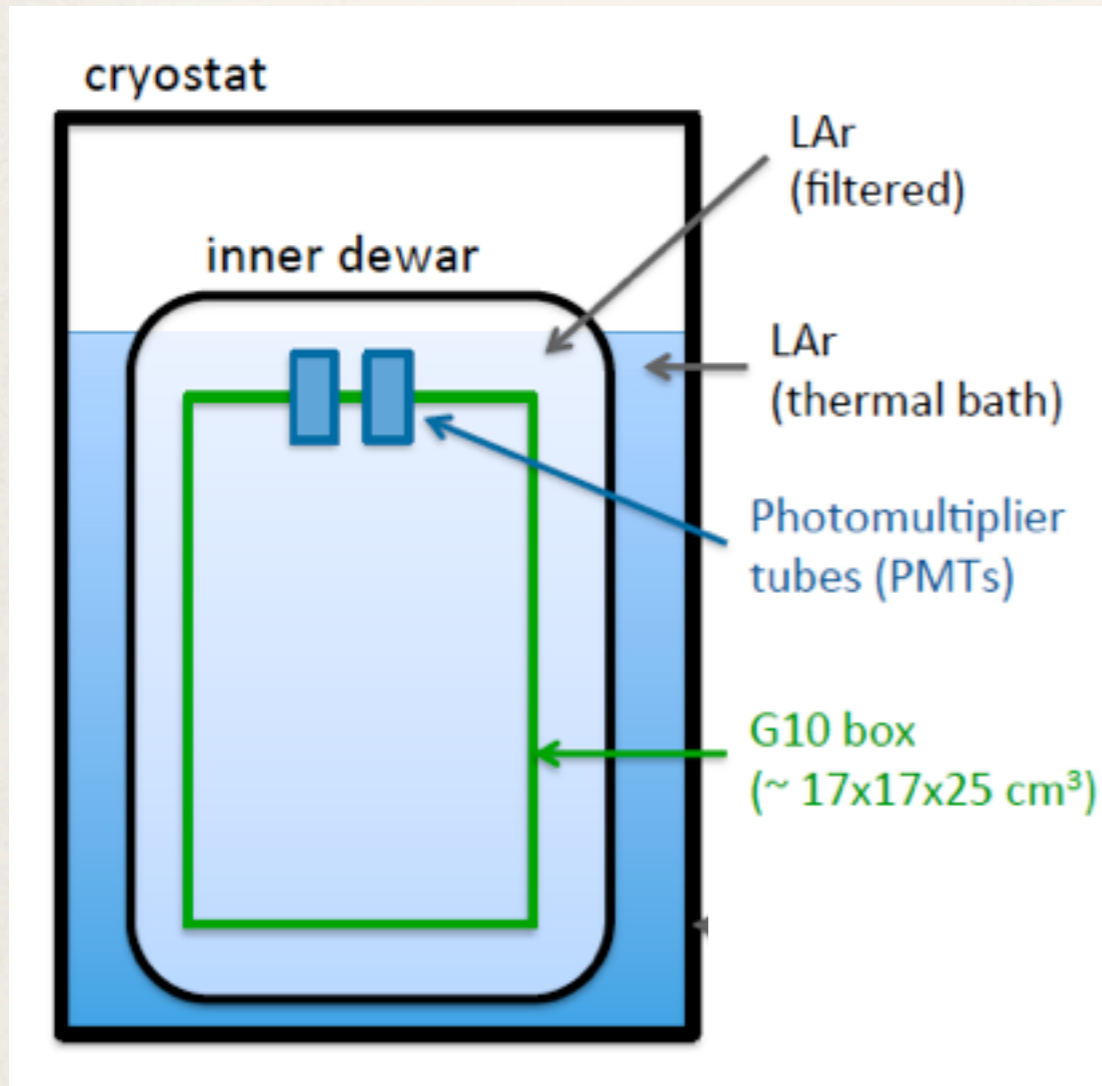 cryostat
LAr
(filtered)
inner dewar
LAr
(thermal bath)
Photomultiplier
tubes (PMTs)
G10 box
(~ 17x17x25 cm³)